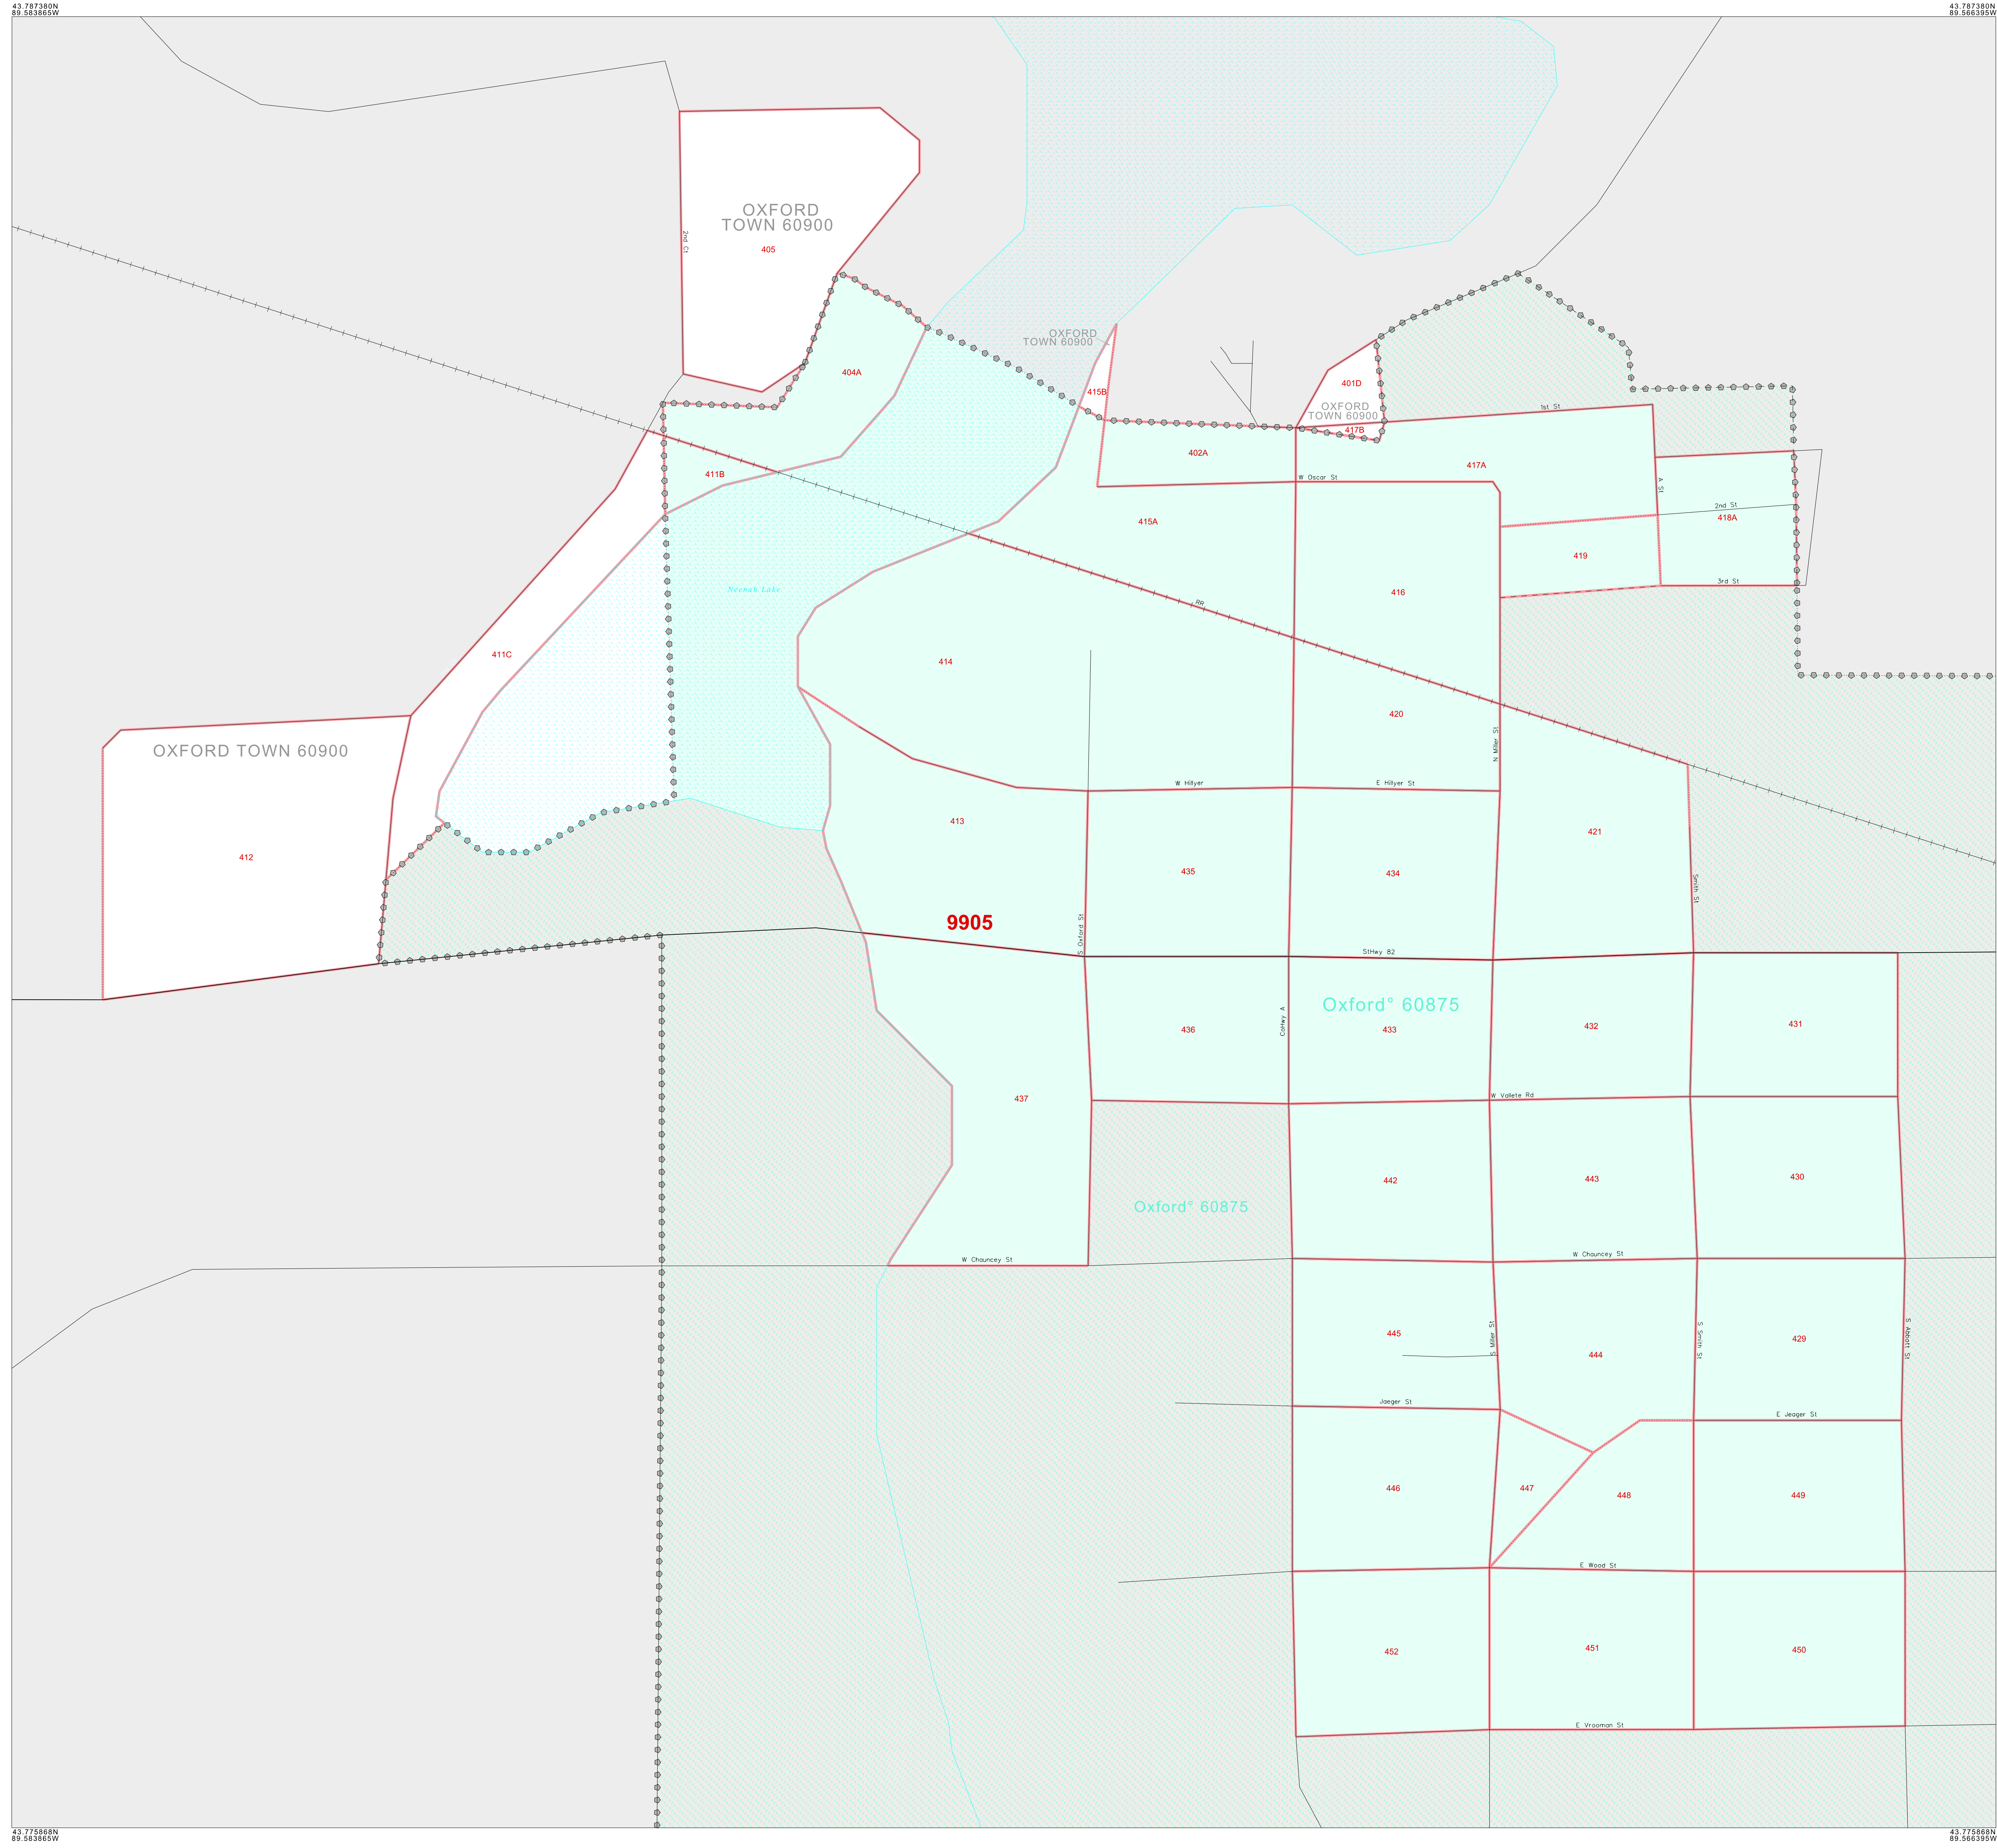 43.787380N
89.583865W
43.787380N
89.566395W
OXFORD
TOWN 60900
405
2nd Ct
OXFORD
TOWN 60900
404A
415B
401D
OXFORD
TOWN 60900
417B
1st St
402A
417A
411B
W Oscar St
A St
2nd St
418A
415A
419
3rd St
Neenah Lake
416
RR
411C
414
420
N Miller St
OXFORD TOWN 60900
W Hillyer
E Hillyer St
413
421
412
435
434
Smith St
9905
S Oxford St
StHwy 82
Oxford° 60875
CoHwy A
436
433
432
431
437
W Vallete Rd
442
443
430
Oxford° 60875
W Chauncey St
W Chauncey St
445
S Miller St
444
S Smith St
429
S Abbott St
Jaeger St
E Jeager St
446
447
448
449
E Wood St
452
451
450
E Vrooman St
43.775868N
89.583865W
43.775868N
89.566395W